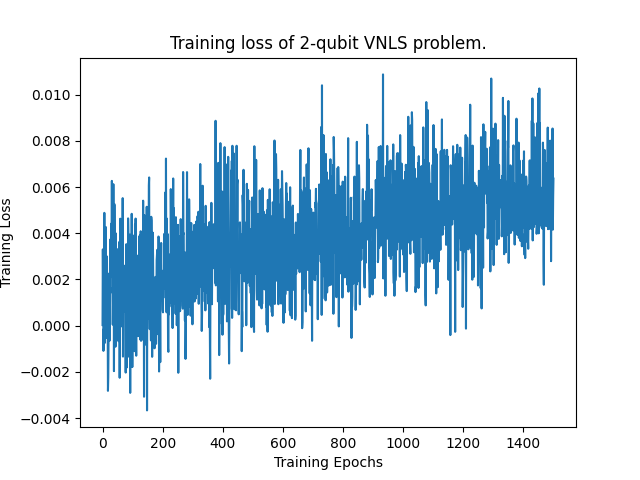 Training loss of 2-qubit VNLS problem.
Training Loss
0.010
0.008
0.006
0.004
0.002
0.000
−0.002
−0.004
0 200 400 600 800 1000 1200 1400
Training Epochs